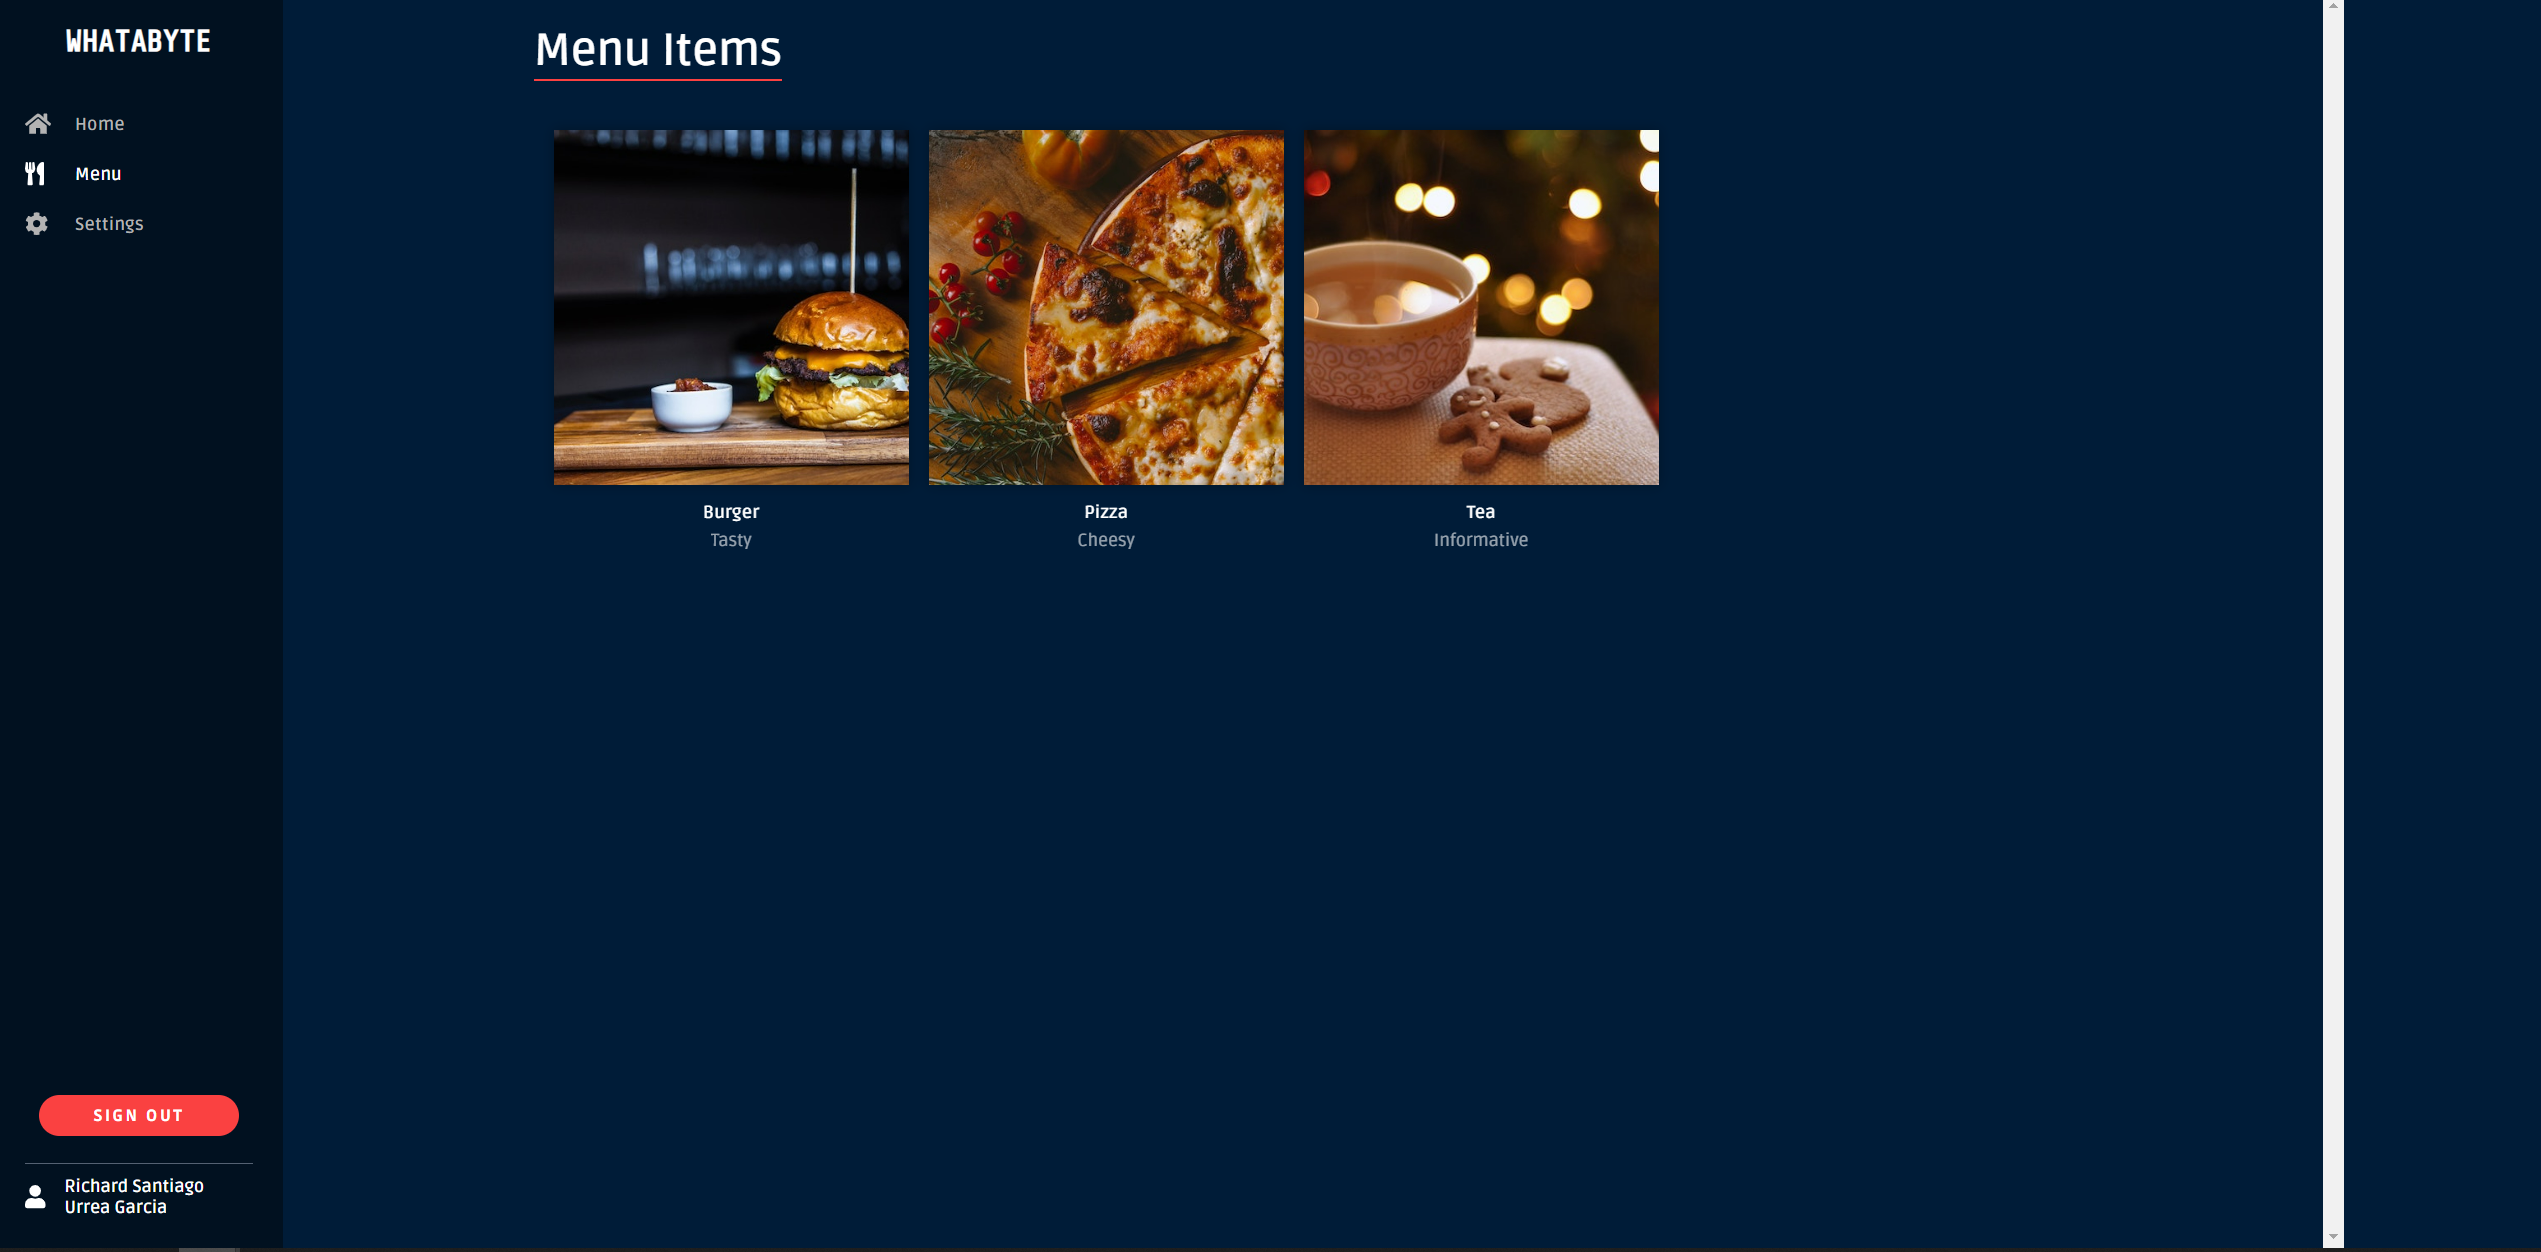 WHATABYTE
Home
Menu
Settings
SIGN OUT
Richard Santiago
Urrea Garcia
Menu Items
Burger
Tasty
Pizza
Cheesy
Tea
Informative